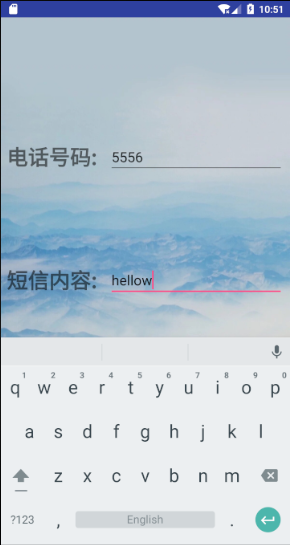 10:51
电话号码: 5556
短信内容: hellow
1 2 3 4 5 6 7 8 9 0
q w e r t y u i o p
a s d f g h j k l
z x c v b n m
?123 , English .